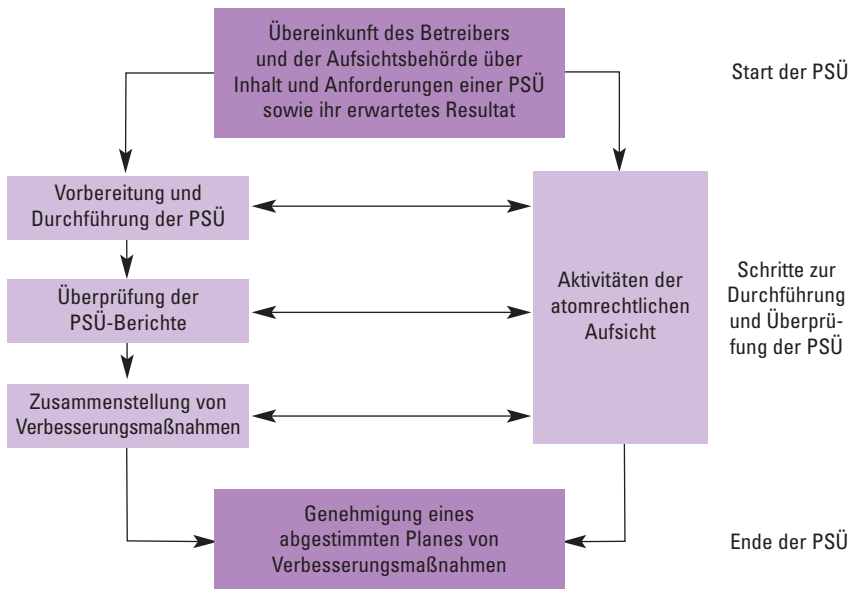 Übereinkunft des Betreibers
und der Aufsichtsbehörde über
Inhalt und Anforderungen einer PSÜ
sowie ihr erwartetes Resultat
Start der PSÜ
Vorbereitung und
Durchführung der PSÜ
Überprüfung der
PSÜ-Berichte
Zusammenstellung von
Verbesserungsmaßnahmen
Aktivitäten der
atomrechtlichen
Aufsicht
Schritte zur
Durchführung
und Überprü-
fung der PSÜ
Genehmigung eines
abgestimmten Planes von
Verbesserungsmaßnahmen
Ende der PSÜ